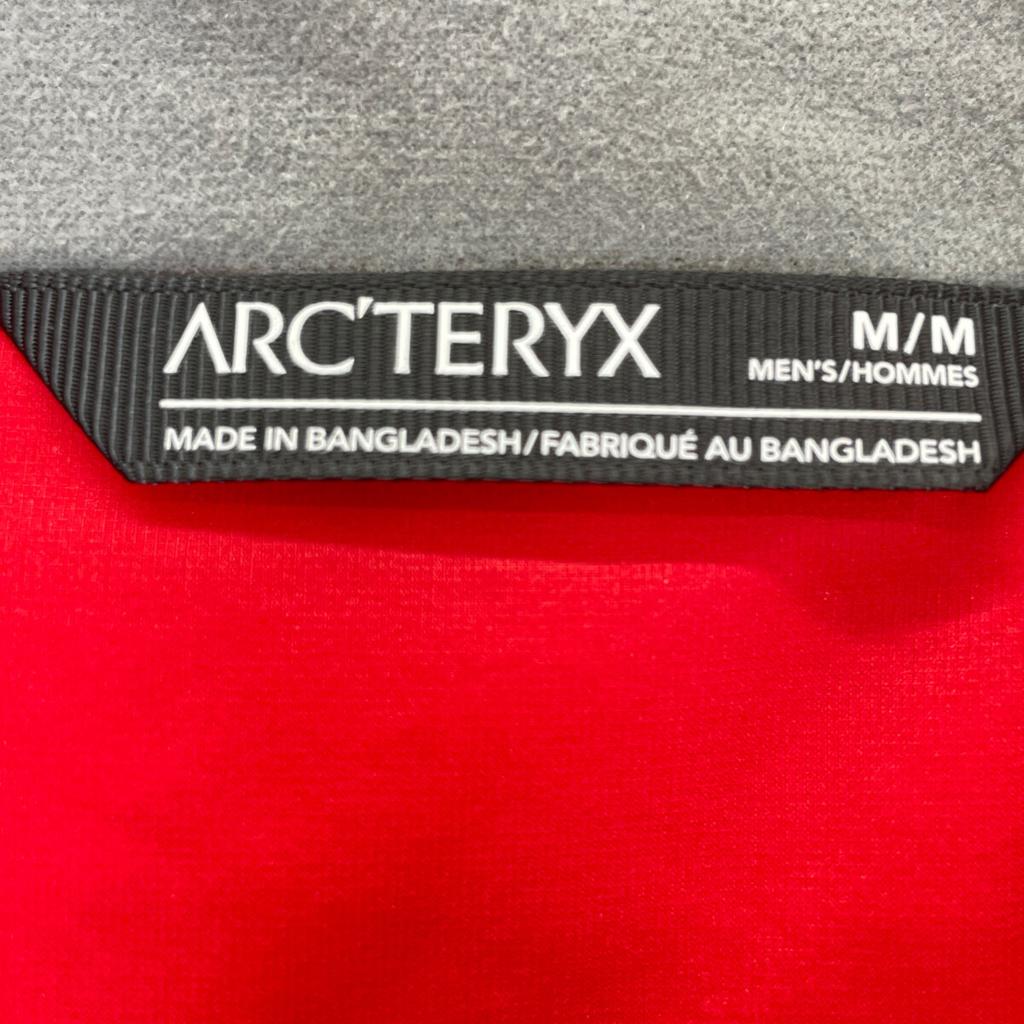 ARC'TERYX
M/M
MEN'S/HOMMES
MADE IN BANGLADESH/FABRIQUÉ AU BANGLADESH